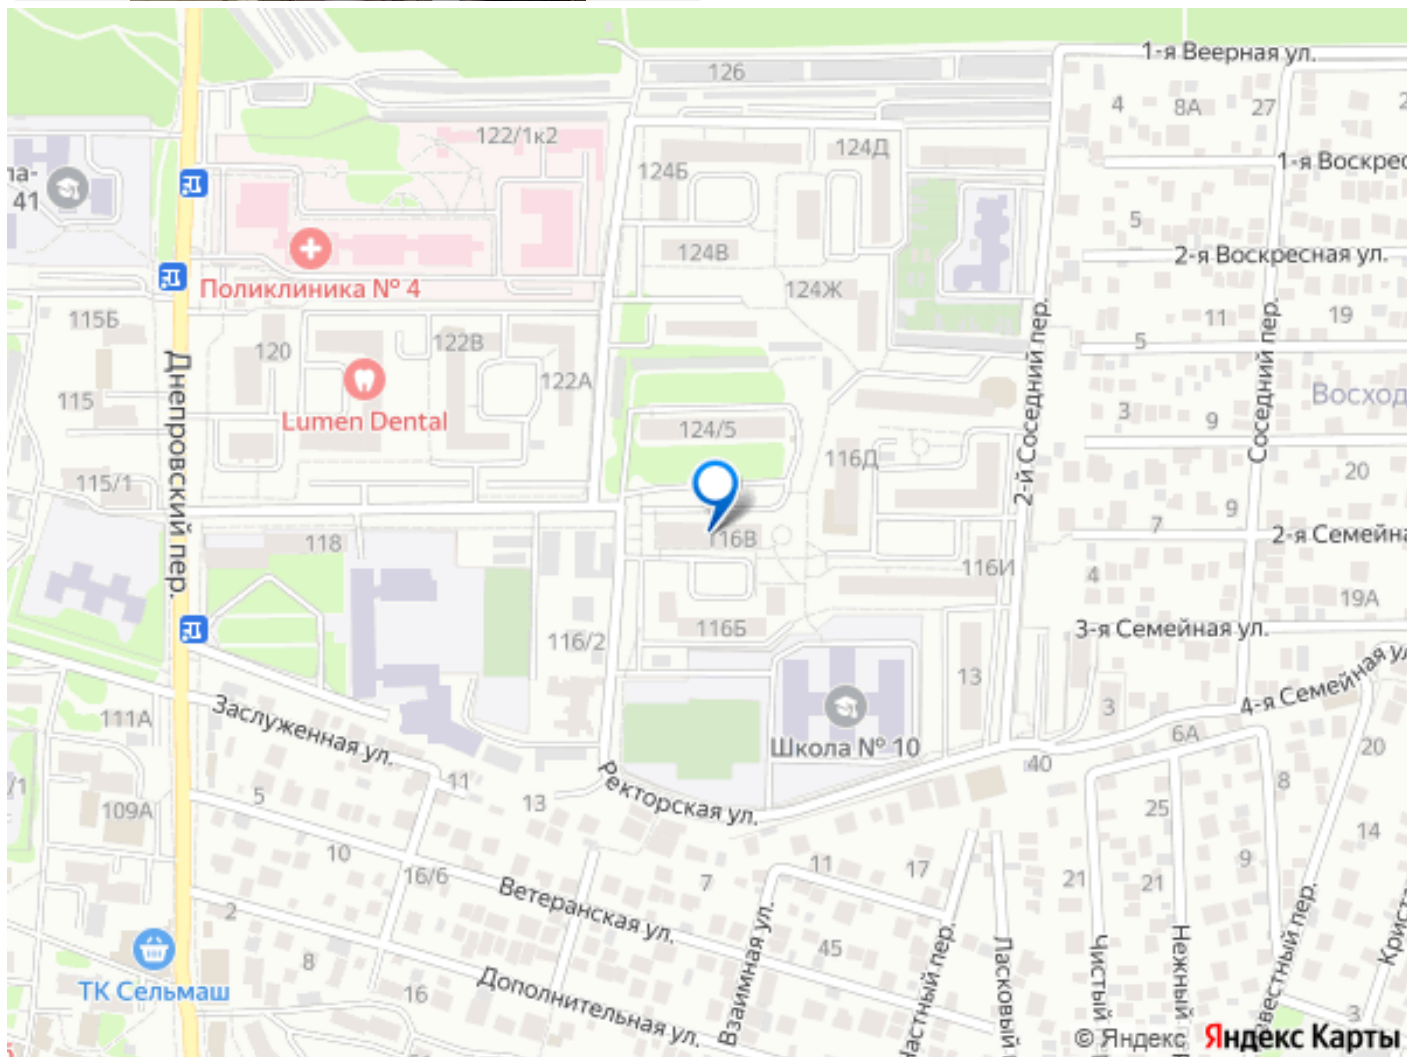 1-я Веерная ул.
126
4
8А
27
122/1к2
124Д
124Б
1-я Воскрес
ла-
41
5
124В
2-я Воскресная ул.
Поликлиника № 4
124Ж
115Б
11
19
120
122В
5
Днепровский пер.
2-й Соседний пер.
Соседний пер.
122А
115
Lumen Dental
3
9
Восход
124/5
116Д
20
115/1
9
7
118
116В
2-я Семейна
116И
4
19А
116/2
116Б
3-я Семейная ул.
13
4-я Семейная ул
111А
Заслуженная ул.
3
6А
Школа № 10
20
40
/1
11
13
Ректорская ул.
8
5
109А
25
14
10
16/6
11
17
9
7
21
21
2
Ветеранская ул.
45
Взаимная ул.
Частный пер.
Ласковый
Чистый
Нежный
звестный пер.
Криста
8
ТК Сельмаш
16
Дополнительная ул.
3
© Яндекс Яндекс Карты